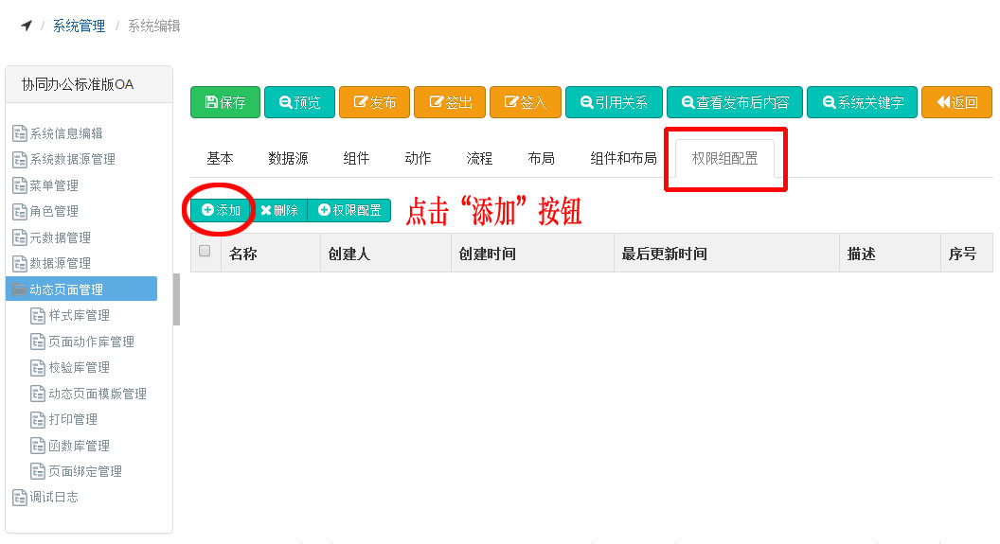 / 系统管理 / 系统编辑
协同办公标准版OA
系统信息编辑
系统数据源管理
菜单管理
角色管理
元数据管理
数据源管理
动态页面管理
样式库管理
页面动作库管理
校验库管理
动态页面模版管理
打印管理
函数库管理
页面绑定管理
调试日志
保存 预览 发布 签出 签入 引用关系 查看发布后内容 系统关键字 返回
基本 数据源 组件 动作 流程 布局 组件和布局 权限组配置
添加 删除 权限配置 点击“添加”按钮
名称 创建人 创建时间 最后更新时间 描述 序号